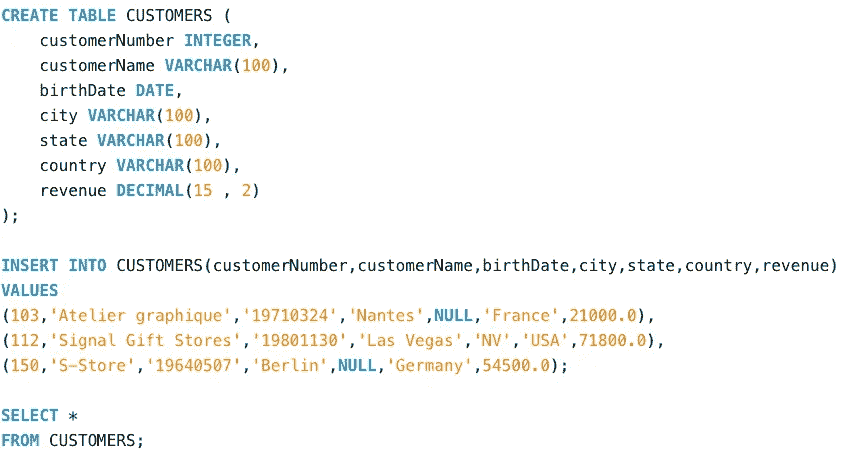 CREATE TABLE CUSTOMERS (
    customerNumber INTEGER,
    customerName VARCHAR(100),
    birthDate DATE,
    city VARCHAR(100),
    state VARCHAR(100),
    country VARCHAR(100),
    revenue DECIMAL(15 , 2)
);

INSERT INTO CUSTOMERS(customerNumber,customerName,birthDate,city,state,country,revenue)
VALUES
(103,'Atelier graphique','19710324','Nantes',NULL,'France',21000.0),
(112,'Signal Gift Stores','19801130','Las Vegas','NV','USA',71800.0),
(150,'S-Store','19640507','Berlin',NULL,'Germany',54500.0);

SELECT *
FROM CUSTOMERS;